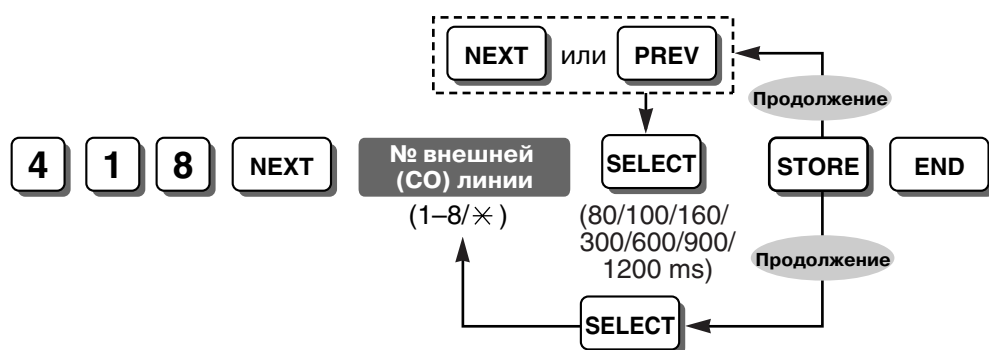 NEXT или PREV
Продолжение
4 1 8 NEXT № внешней (CO) линии SELECT STORE END
(1–8/✳)
(80/100/160/
300/600/900/
1200 ms)
Продолжение
SELECT